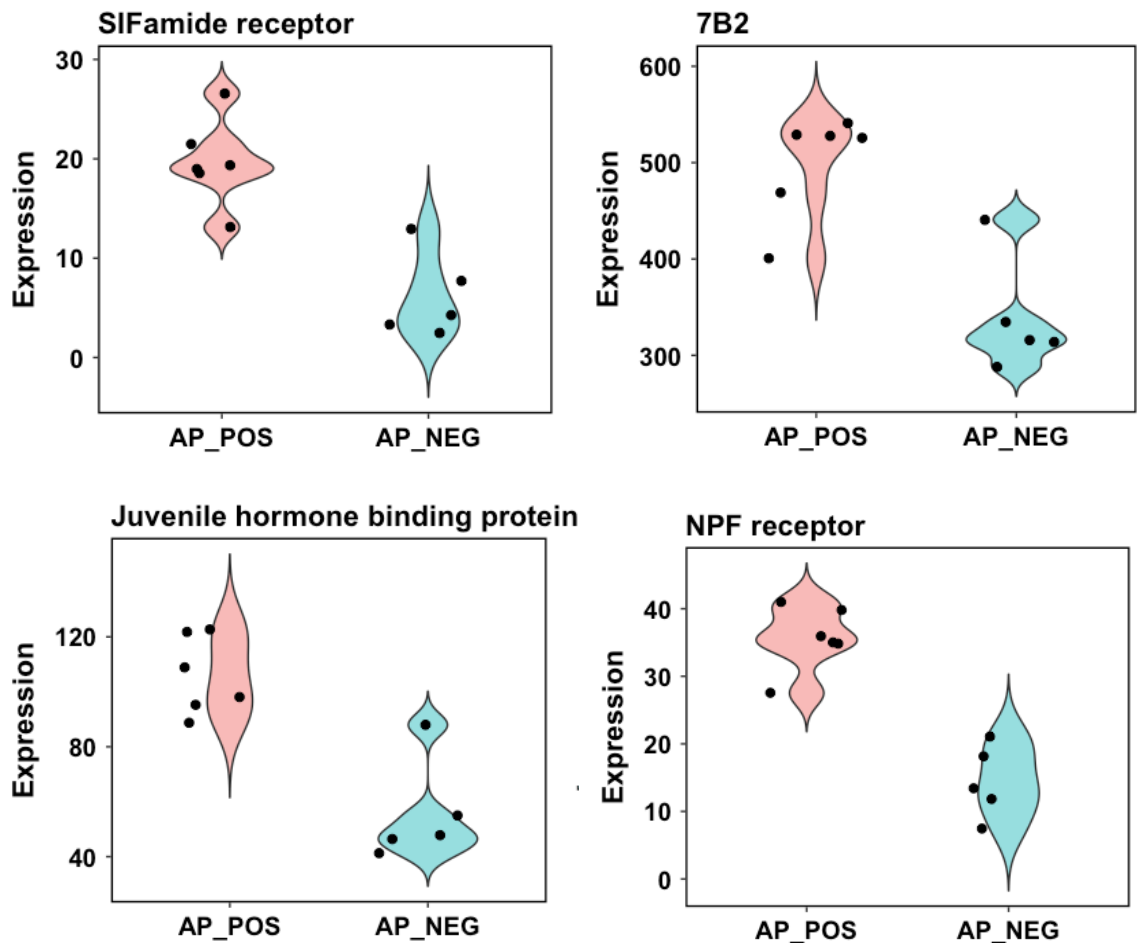 SIFamide receptor
Expression
30
20
10
0
AP_POS AP_NEG
7B2
Expression
600
500
400
300
AP_POS AP_NEG
Juvenile hormone binding protein
Expression
120
80
40
AP_POS AP_NEG
NPF receptor
Expression
40
30
20
10
0
AP_POS AP_NEG